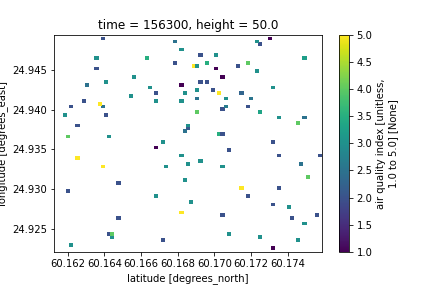 time = 156300, height = 50.0
24.945
24.940
24.935
24.930
24.925
longitude [degrees_east]
60.162 60.164 60.166 60.168 60.170 60.172 60.174
latitude [degrees_north]
5.0
4.5
4.0
3.5
3.0
2.5
2.0
1.5
1.0
air quality index [unitless,
1.0 to 5.0] [None]